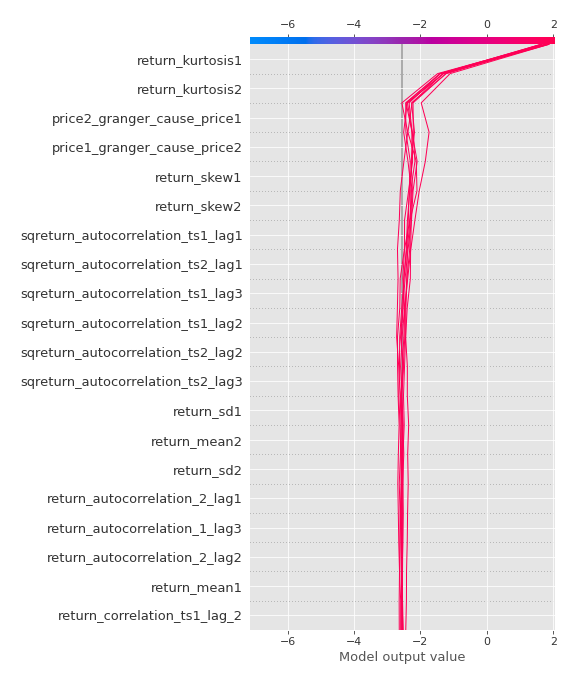 −6 −4 −2 0 2
return_kurtosis1
return_kurtosis2
price2_granger_cause_price1
price1_granger_cause_price2
return_skew1
return_skew2
sqreturn_autocorrelation_ts1_lag1
sqreturn_autocorrelation_ts2_lag1
sqreturn_autocorrelation_ts1_lag3
sqreturn_autocorrelation_ts1_lag2
sqreturn_autocorrelation_ts2_lag2
sqreturn_autocorrelation_ts2_lag3
return_sd1
return_mean2
return_sd2
return_autocorrelation_2_lag1
return_autocorrelation_1_lag3
return_autocorrelation_2_lag2
return_mean1
return_correlation_ts1_lag_2
−6 −4 −2 0 2
Model output value